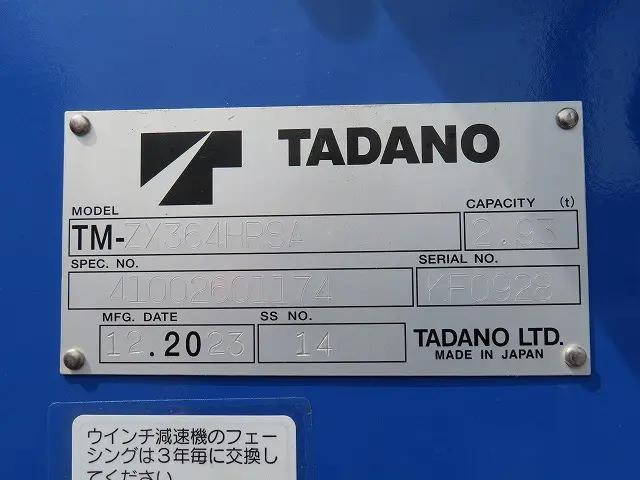 TADANO
MODEL
CAPACITY (t)
TM-ZX364HRSA
2.93
SPEC. NO.
SERIAL NO.
41002601174
KF0928
MFG. DATE
SS NO.
12.2023
14
TADANO LTD.
MADE IN JAPAN
ウインチ減速機のフェー
シングは3年毎に交換し
てください